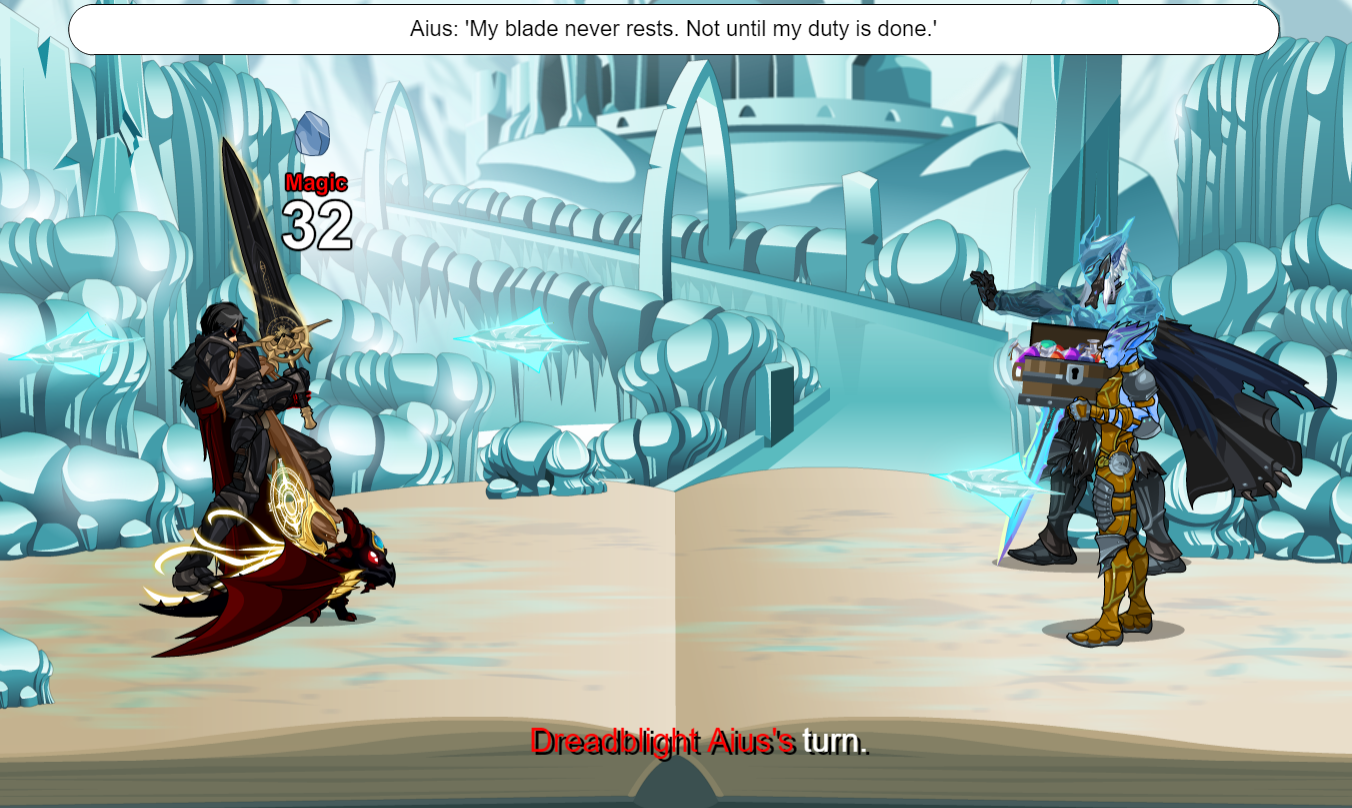 Aius: 'My blade never rests. Not until my duty is done.'
Magic
32
Dreadblight Aius's turn.